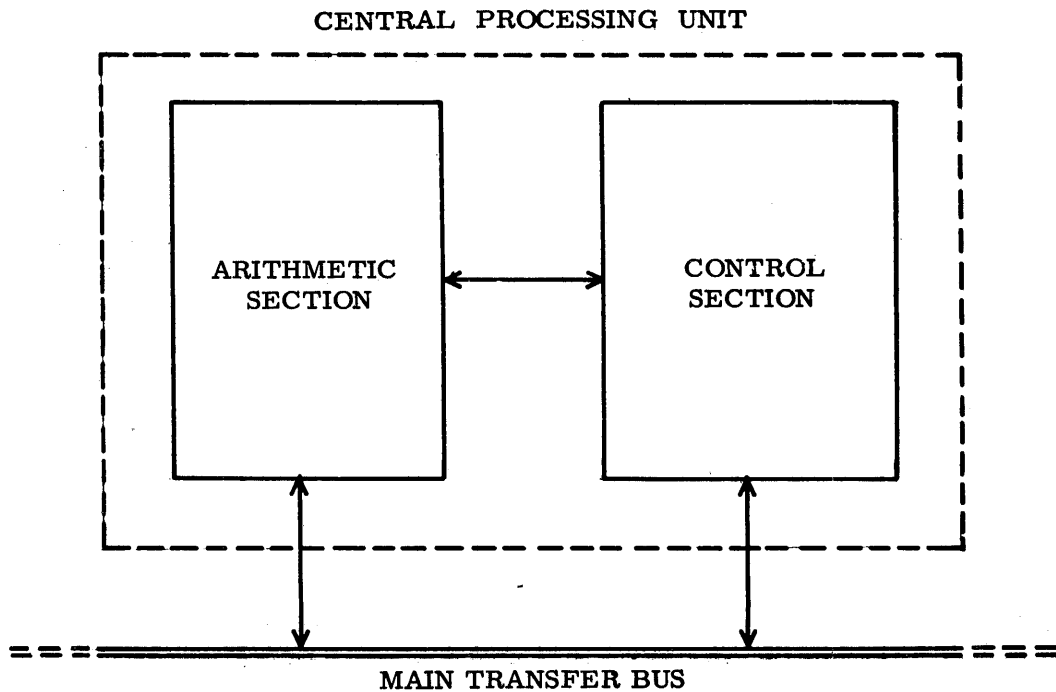 CENTRAL PROCESSING UNIT
ARITHMETIC
SECTION
CONTROL
SECTION
MAIN TRANSFER BUS